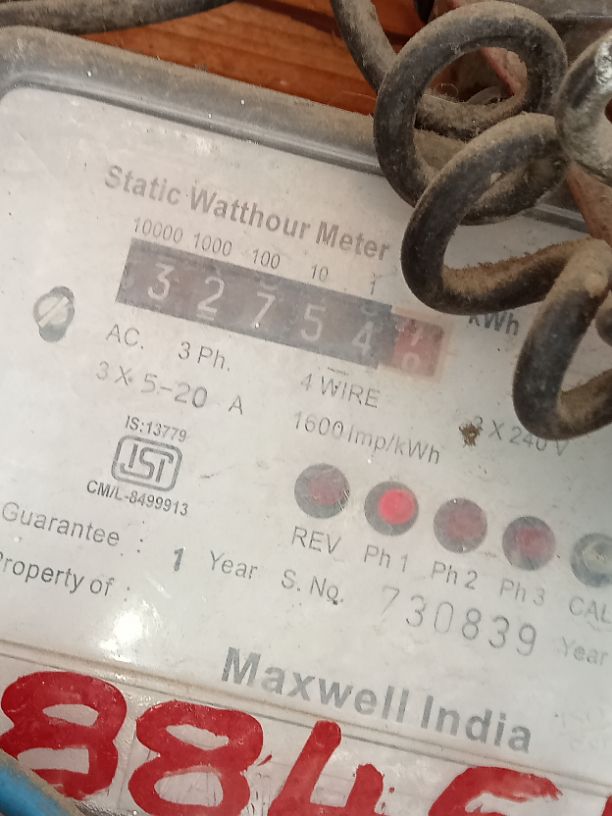 Static Watthour Meter
10000 1000 100 10 1
3 2 7 5 4
kWh
AC. 3 Ph. 4 WIRE
3 X 5-20 A 1600 Imp/kWh 3 X 240 V
IS:13779
ISI
CM/L-8499913
REV Ph 1 Ph 2 Ph 3 CAL
Guarantee : 1 Year S. No. 730839 Year
Property of :
Maxwell India
884